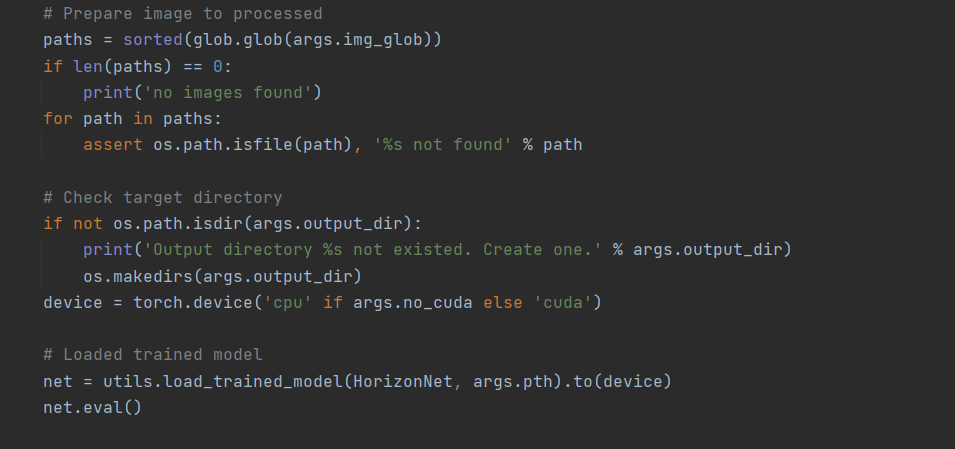 # Prepare image to processed
paths = sorted(glob.glob(args.img_glob))
if len(paths) == 0:
    print('no images found')
for path in paths:
    assert os.path.isfile(path), '%s not found' % path

# Check target directory
if not os.path.isdir(args.output_dir):
    print('Output directory %s not existed. Create one.' % args.output_dir)
    os.makedirs(args.output_dir)
device = torch.device('cpu' if args.no_cuda else 'cuda')

# Loaded trained model
net = utils.load_trained_model(HorizonNet, args.pth).to(device)
net.eval()